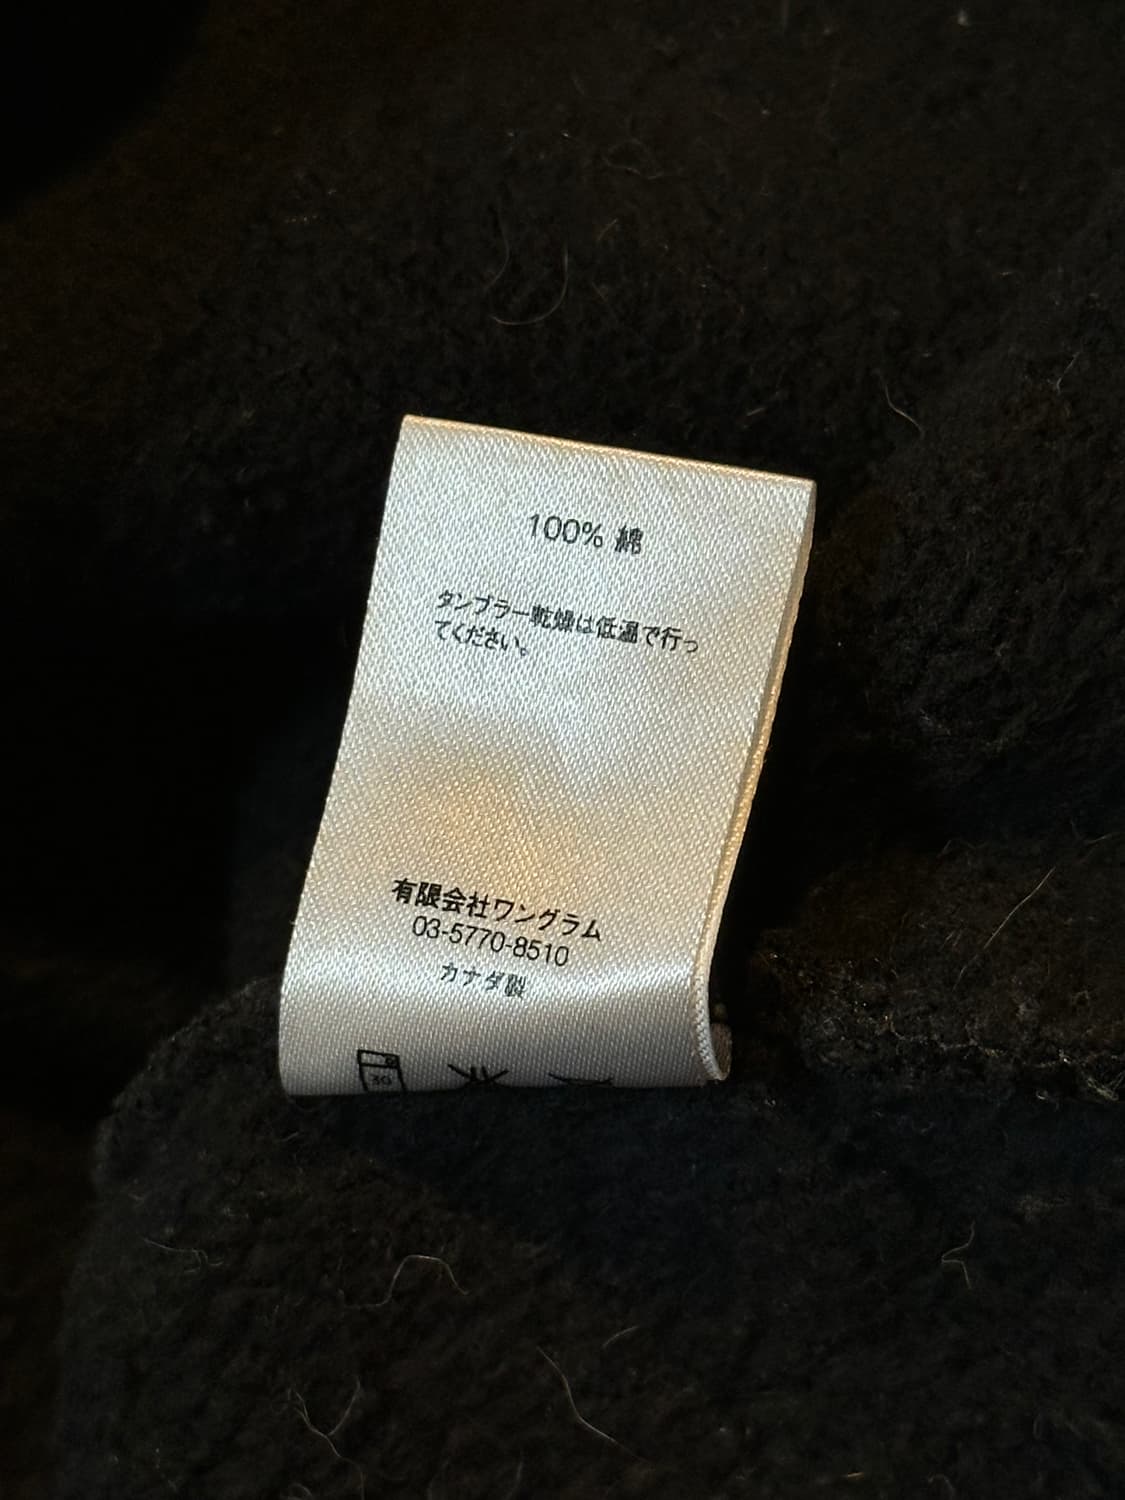 100% 綿
タンブラー乾燥は低温で行っ
てください。
有限会社ワングラム
03-5770-8510
カナダ製
30